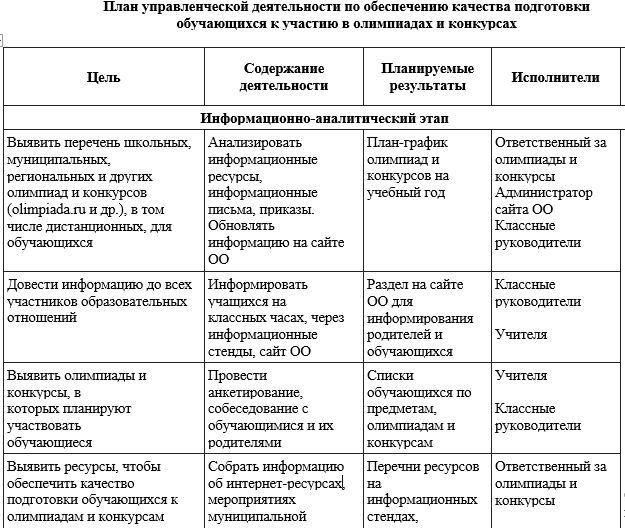 План управленческой деятельности по обеспечению качества подготовки
обучающихся к участию в олимпиадах и конкурсах
Цель
Содержание
деятельности
Планируемые
результаты
Исполнители
Информационно-аналитический этап
Выявить перечень школьных,
муниципальных,
региональных и других
олимпиад и конкурсов
(olimpiada.ru и др.), в том
числе дистанционных, для
обучающихся
Анализировать
информационные
ресурсы,
информационные
письма, приказы.
Обновлять
информацию на сайте
ОО
План-график
олимпиад и
конкурсов на
учебный год
Ответственный за
олимпиады и
конкурсы
Администратор
сайта ОО
Классные
руководители
Довести информацию до всех
участников образовательных
отношений
Информировать
учащихся на
классных часах, через
информационные
стенды, сайт ОО
Раздел на сайте
ОО для
информирования
родителей и
обучающихся
Классные
руководители
Учителя
Выявить олимпиады и
конкурсы, в
которых планируют
участвовать
обучающиеся
Провести
анкетирование,
собеседование с
обучающимися и их
родителями
Списки
обучающихся по
предметам,
олимпиадам и
конкурсам
Учителя
Классные
руководители
Выявить ресурсы, чтобы
обеспечить качество
подготовки обучающихся к
олимпиадам и конкурсам
Собрать информацию
об интернет-ресурсах,
мероприятиях
муниципальной
Перечни ресурсов
на
информационных
стендах,
Ответственный за
олимпиады и
конкурсы